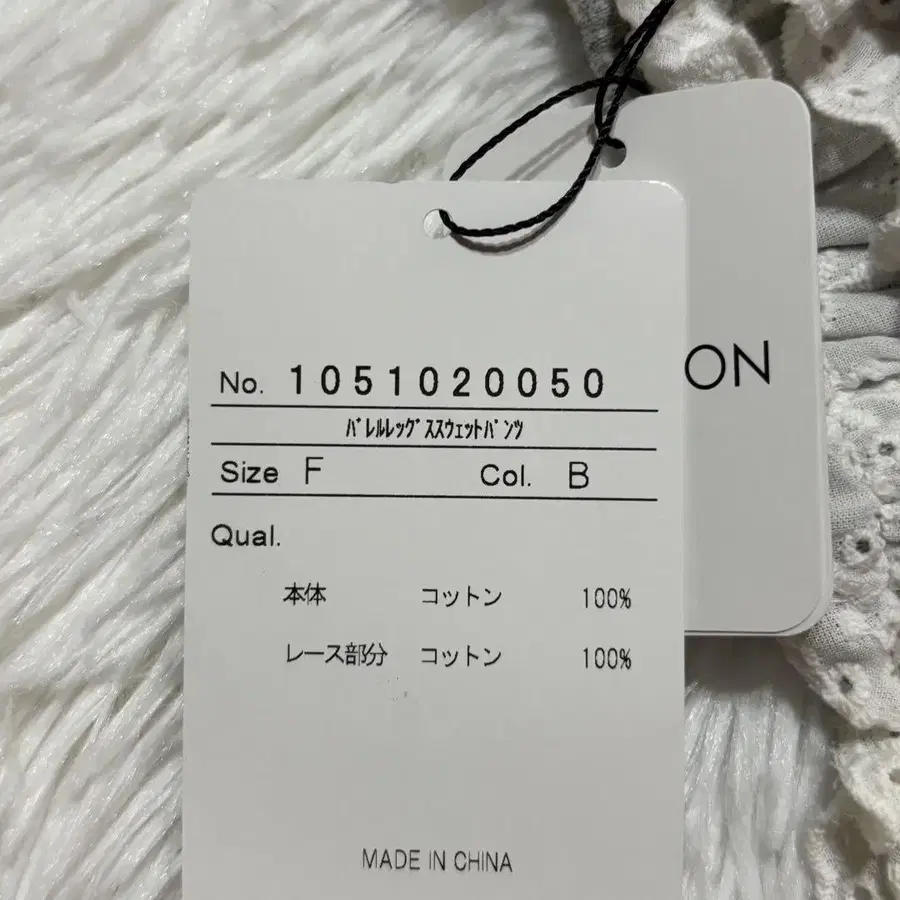 No. 1051020050
ﾊﾞﾚﾙﾚｯｸﾞｽｽｳｪｯﾄﾊﾟﾝﾂ
Size F Col. B
Qual.
本体 コットン 100%
レース部分 コットン 100%
MADE IN CHINA
ON